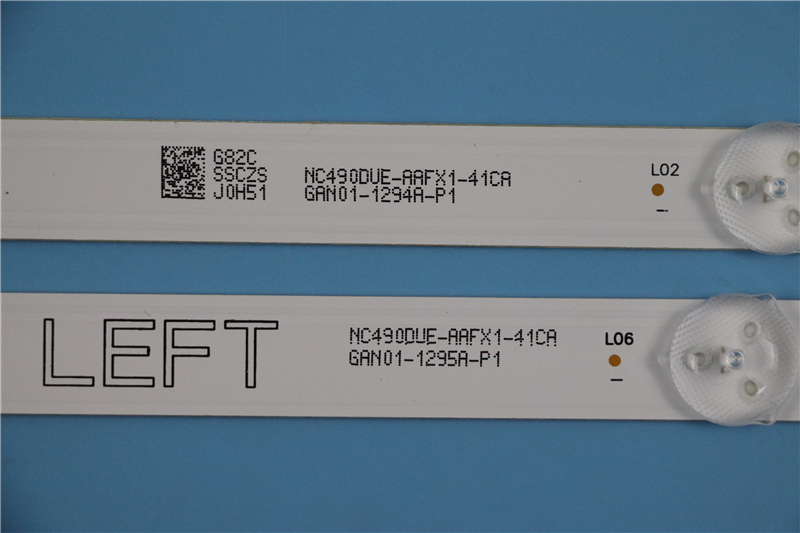 G82C
SSCZS
J0H51
NC490DUE-AAFX1-41CA
GAN01-1294A-P1
L02
-
LEFT
NC490DUE-AAFX1-41CA
GAN01-1295A-P1
L06
-